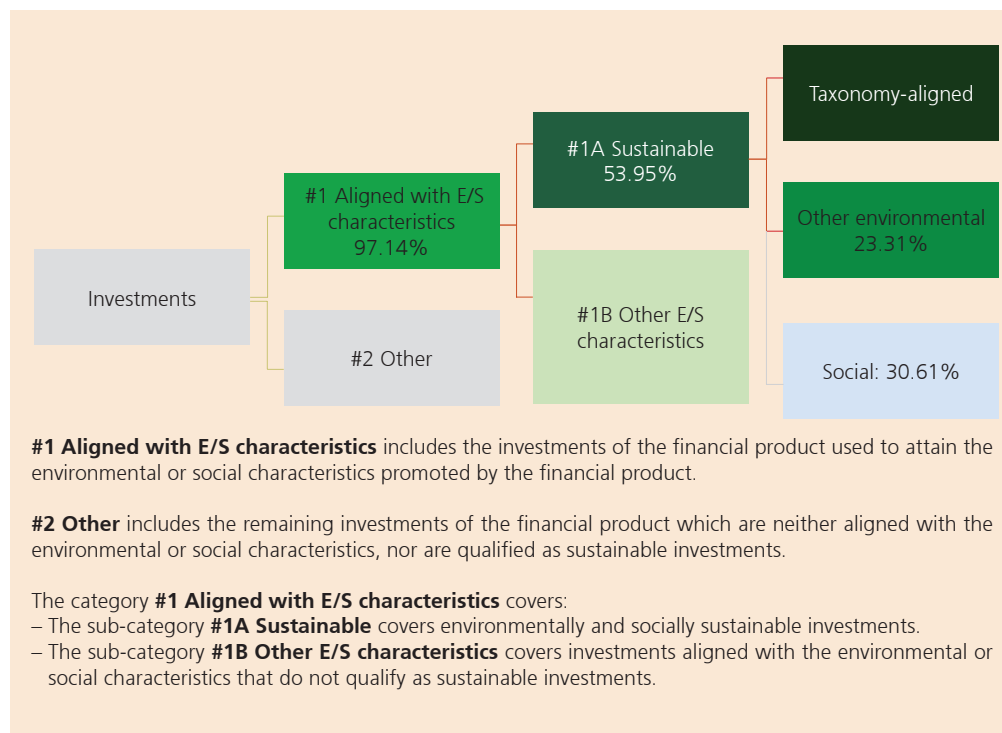 Taxonomy-aligned
#1A Sustainable
53.95%
#1 Aligned with E/S
characteristics
97.14%
Other environmental
23.31%
Investments
#1B Other E/S
characteristics
#2 Other
Social: 30.61%
#1 Aligned with E/S characteristics includes the investments of the financial product used to attain the
environmental or social characteristics promoted by the financial product.
#2 Other includes the remaining investments of the financial product which are neither aligned with the
environmental or social characteristics, nor are qualified as sustainable investments.
The category #1 Aligned with E/S characteristics covers:
– The sub-category #1A Sustainable covers environmentally and socially sustainable investments.
– The sub-category #1B Other E/S characteristics covers investments aligned with the environmental or
social characteristics that do not qualify as sustainable investments.